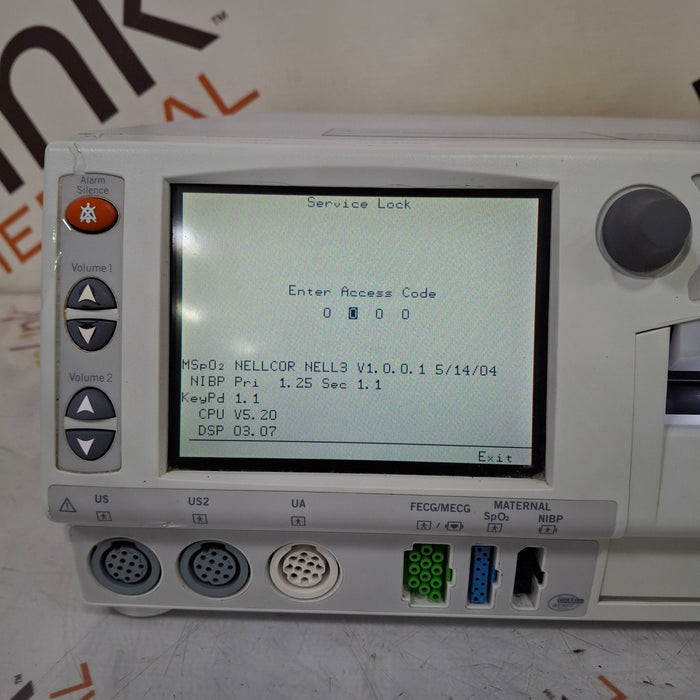 nk
Alarm
Silence
Volume 1
Volume 2
Service Lock
Enter Access Code
0 0 0 0
MSpO₂ NELLCOR NELL3 V1.0.0.1 5/14/04
NIBP Pri 1.25 Sec 1.1
KeyPd 1.1
CPU V5.20
DSP 03.07
Exit
US
US2
UA
FECG/MECG
MATERNAL
SpO₂
NIBP